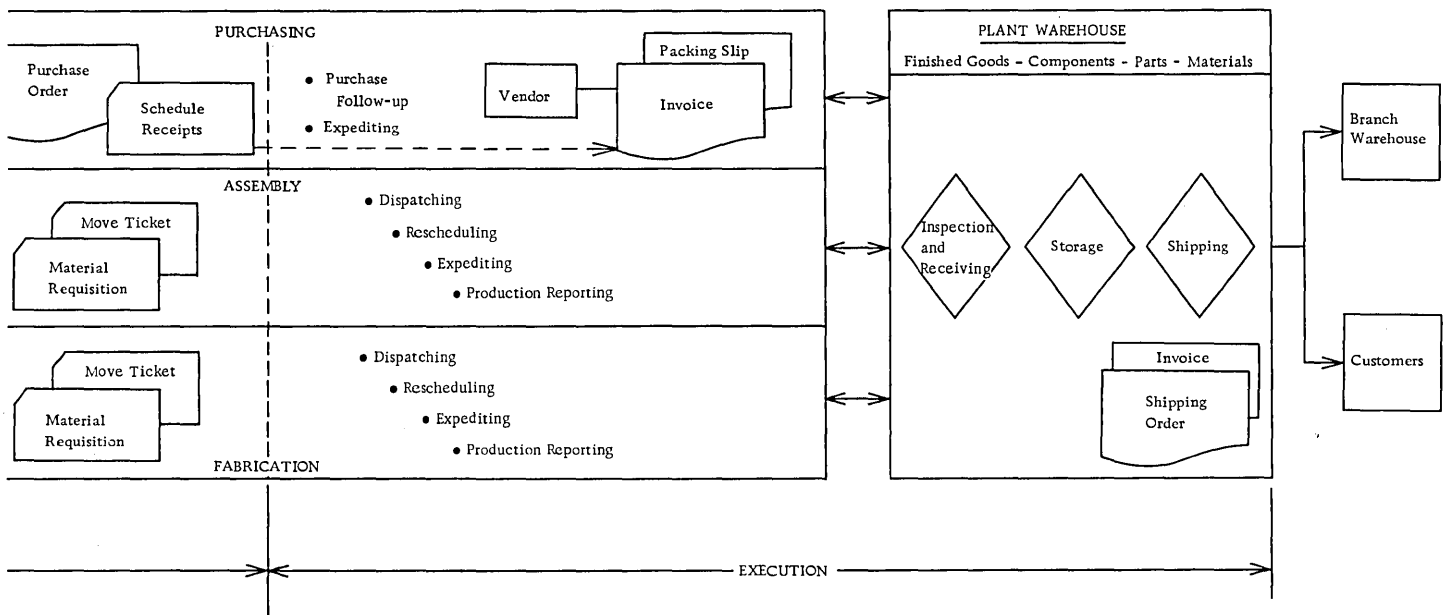 PURCHASING
Purchase
Order
Schedule
Receipts
• Purchase
Follow-up
• Expediting
Vendor
Packing Slip
Invoice
ASSEMBLY
Move Ticket
Material
Requisition
• Dispatching
• Rescheduling
• Expediting
• Production Reporting
Move Ticket
Material
Requisition
• Dispatching
• Rescheduling
• Expediting
• Production Reporting
FABRICATION
PLANT WAREHOUSE
Finished Goods - Components - Parts - Materials
Inspection
and
Receiving
Storage
Shipping
Invoice
Shipping
Order
Branch
Warehouse
Customers
EXECUTION